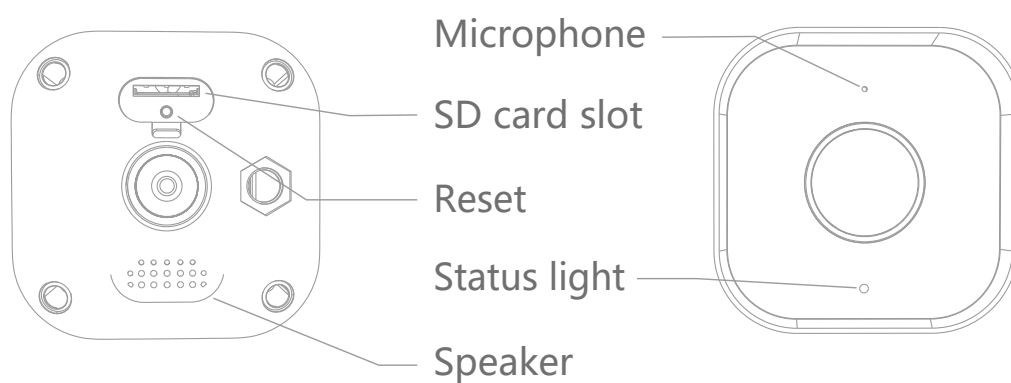 Microphone
SD card slot
Reset
Status light
Speaker